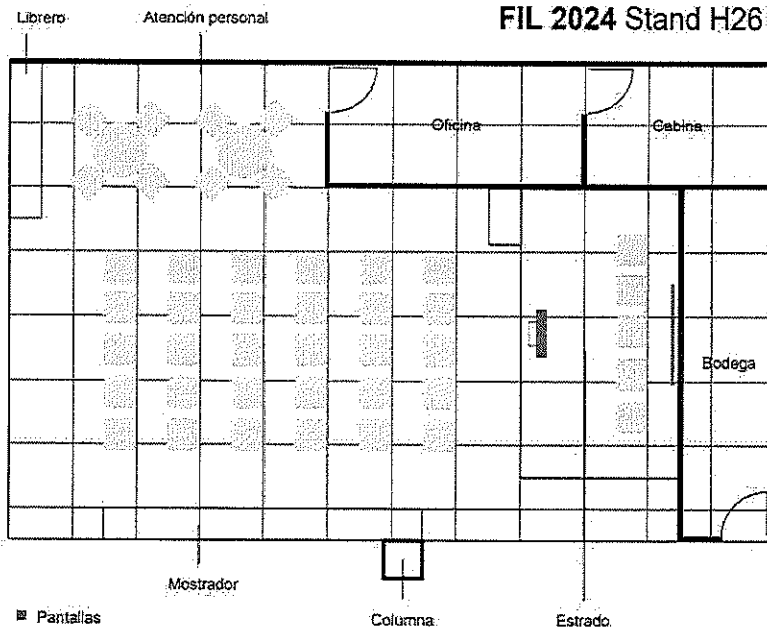 FIL 2024 Stand H26
Librero
Atención personal
Oficina
Cabina
Bodega
Mostrador
Pantallas
Columna
Estrado